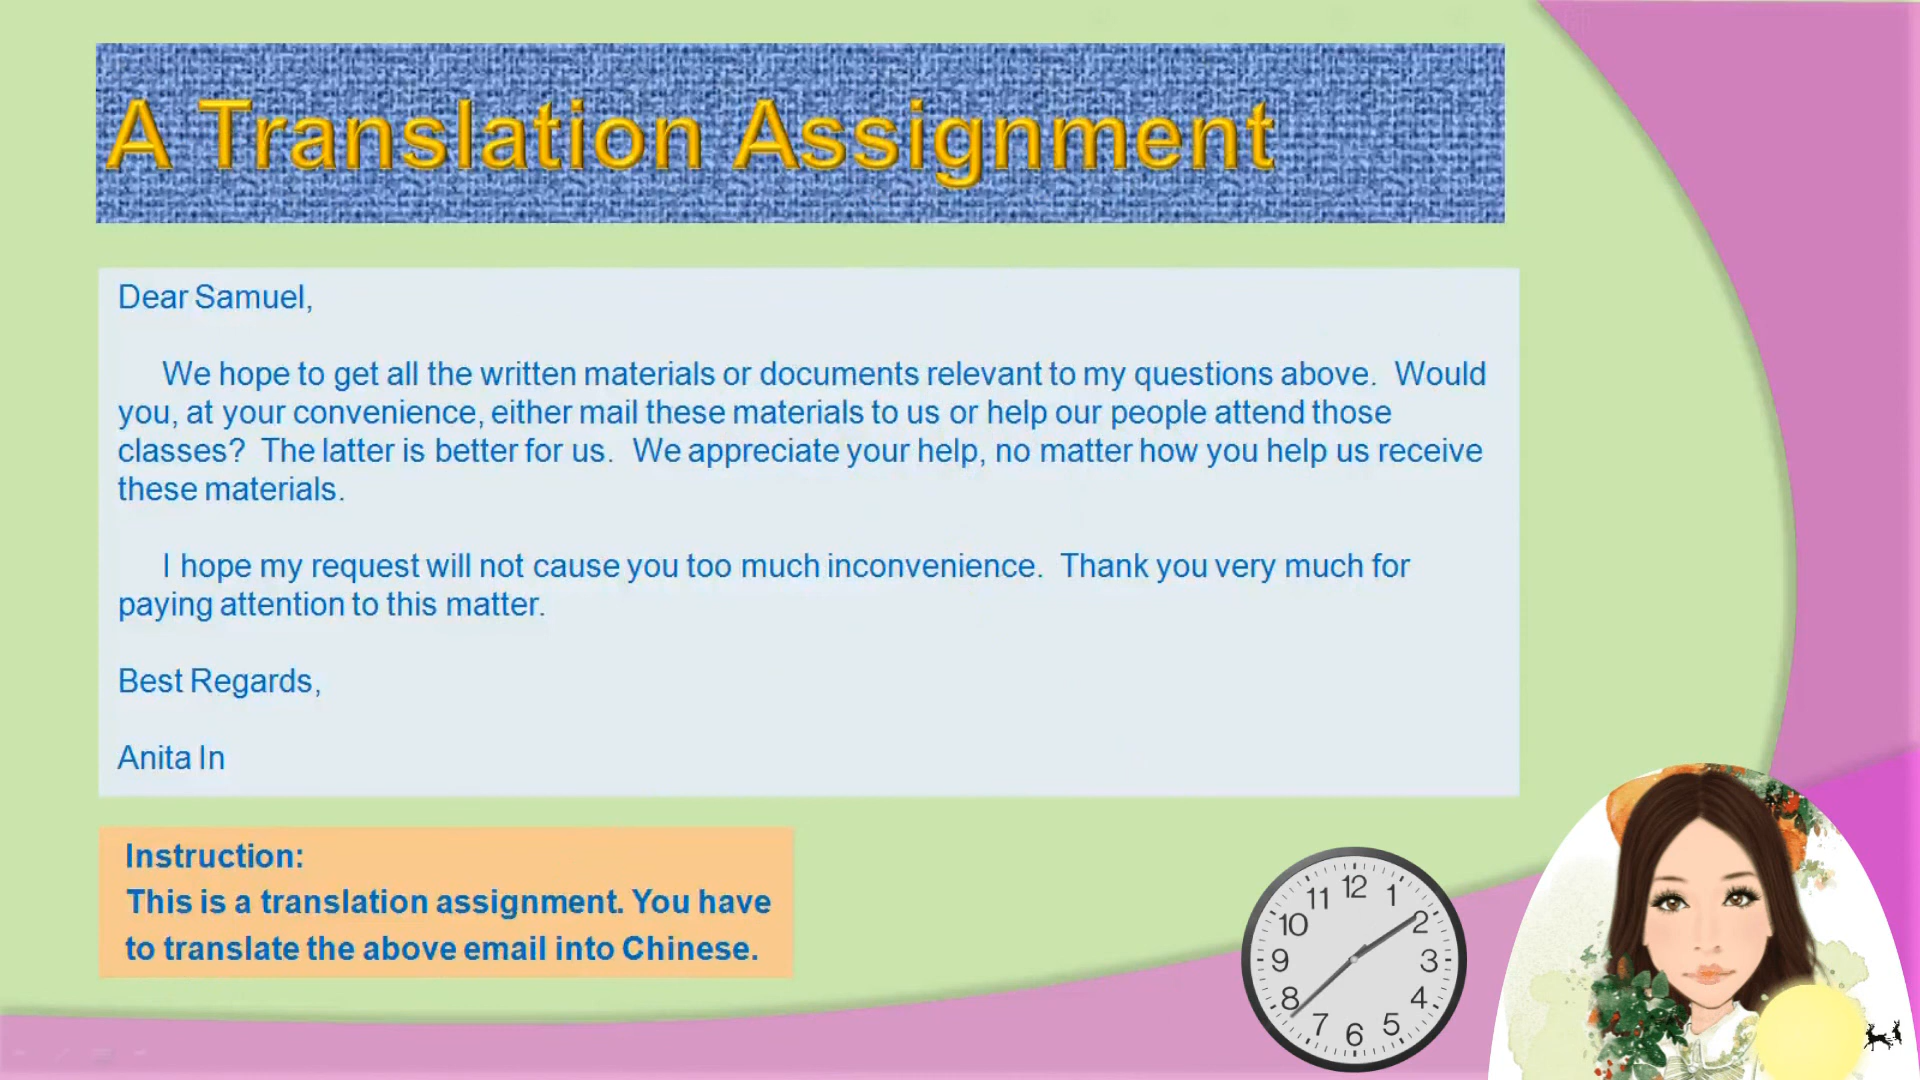 A Translation Assignment
Dear Samuel,
We hope to get all the written materials or documents relevant to my questions above.  Would
you, at your convenience, either mail these materials to us or help our people attend those
classes?  The latter is better for us.  We appreciate your help, no matter how you help us receive
these materials.
I hope my request will not cause you too much inconvenience.  Thank you very much for
paying attention to this matter.
Best Regards,
Anita In
Instruction:
This is a translation assignment. You have
to translate the above email into Chinese.
12
11 1
10 2
9 3
8 4
7 5
6